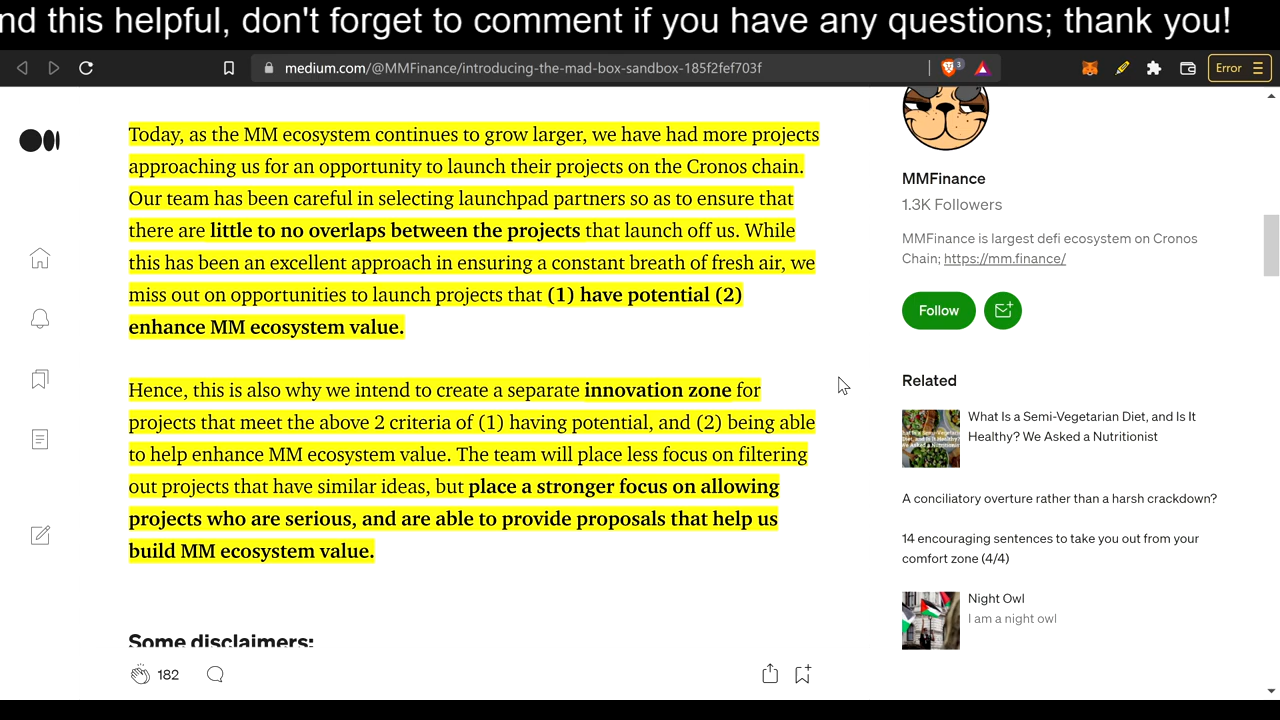 nd this helpful, don't forget to comment if you have any questions; thank you!
medium.com/@MMFinance/introducing-the-mad-box-sandbox-185f2fef703f
3
Error
Today, as the MM ecosystem continues to grow larger, we have had more projects
approaching us for an opportunity to launch their projects on the Cronos chain.
Our team has been careful in selecting launchpad partners so as to ensure that
there are little to no overlaps between the projects that launch off us. While
this has been an excellent approach in ensuring a constant breath of fresh air, we
miss out on opportunities to launch projects that (1) have potential (2)
enhance MM ecosystem value.
Hence, this is also why we intend to create a separate innovation zone for
projects that meet the above 2 criteria of (1) having potential, and (2) being able
to help enhance MM ecosystem value. The team will place less focus on filtering
out projects that have similar ideas, but place a stronger focus on allowing
projects who are serious, and are able to provide proposals that help us
build MM ecosystem value.
Some disclaimers:
182
MMFinance
1.3K Followers
MMFinance is largest defi ecosystem on Cronos
Chain; https://mm.finance/
Follow
Related
What Is a Semi-Vegetarian Diet, and Is It
Healthy? We Asked a Nutritionist
A conciliatory overture rather than a harsh crackdown?
14 encouraging sentences to take you out from your
comfort zone (4/4)
Night Owl
I am a night owl